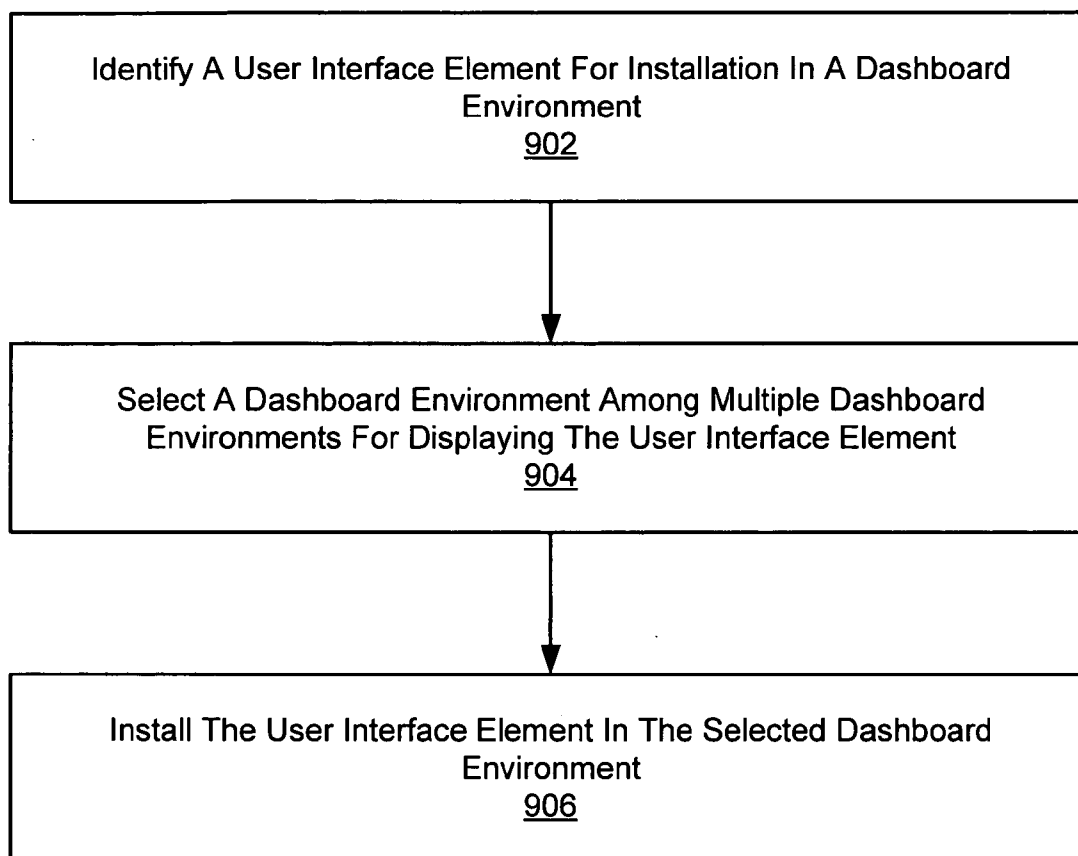 Identify A User Interface Element For Installation In A Dashboard
Environment
902
Select A Dashboard Environment Among Multiple Dashboard
Environments For Displaying The User Interface Element
904
Install The User Interface Element In The Selected Dashboard
Environment
906